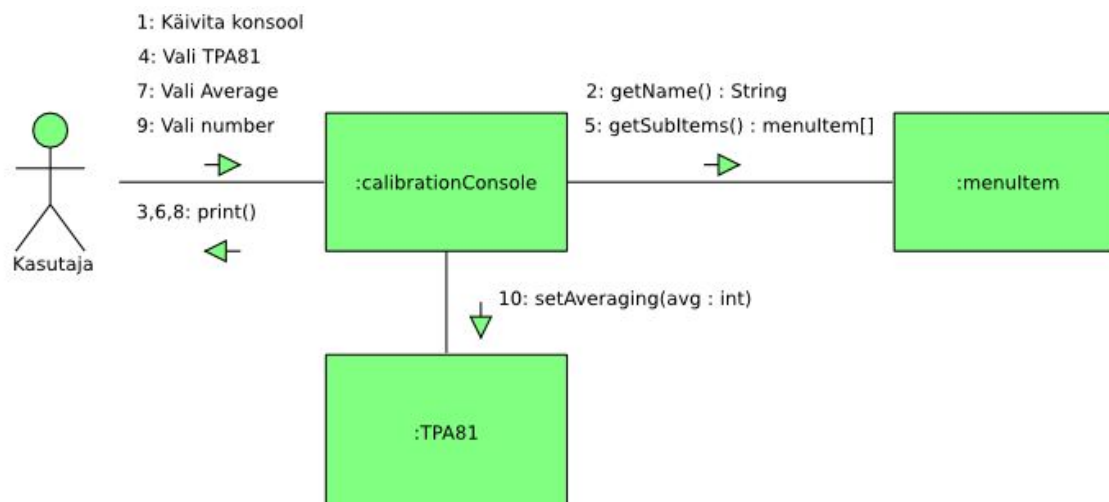 1: Käivita konsool
4: Vali TPA81
7: Vali Average
9: Vali number
2: getName() : String
5: getSubItems() : menuItem[]
:calibrationConsole
:menuItem
3,6,8: print()
Kasutaja
10: setAveraging(avg : int)
:TPA81